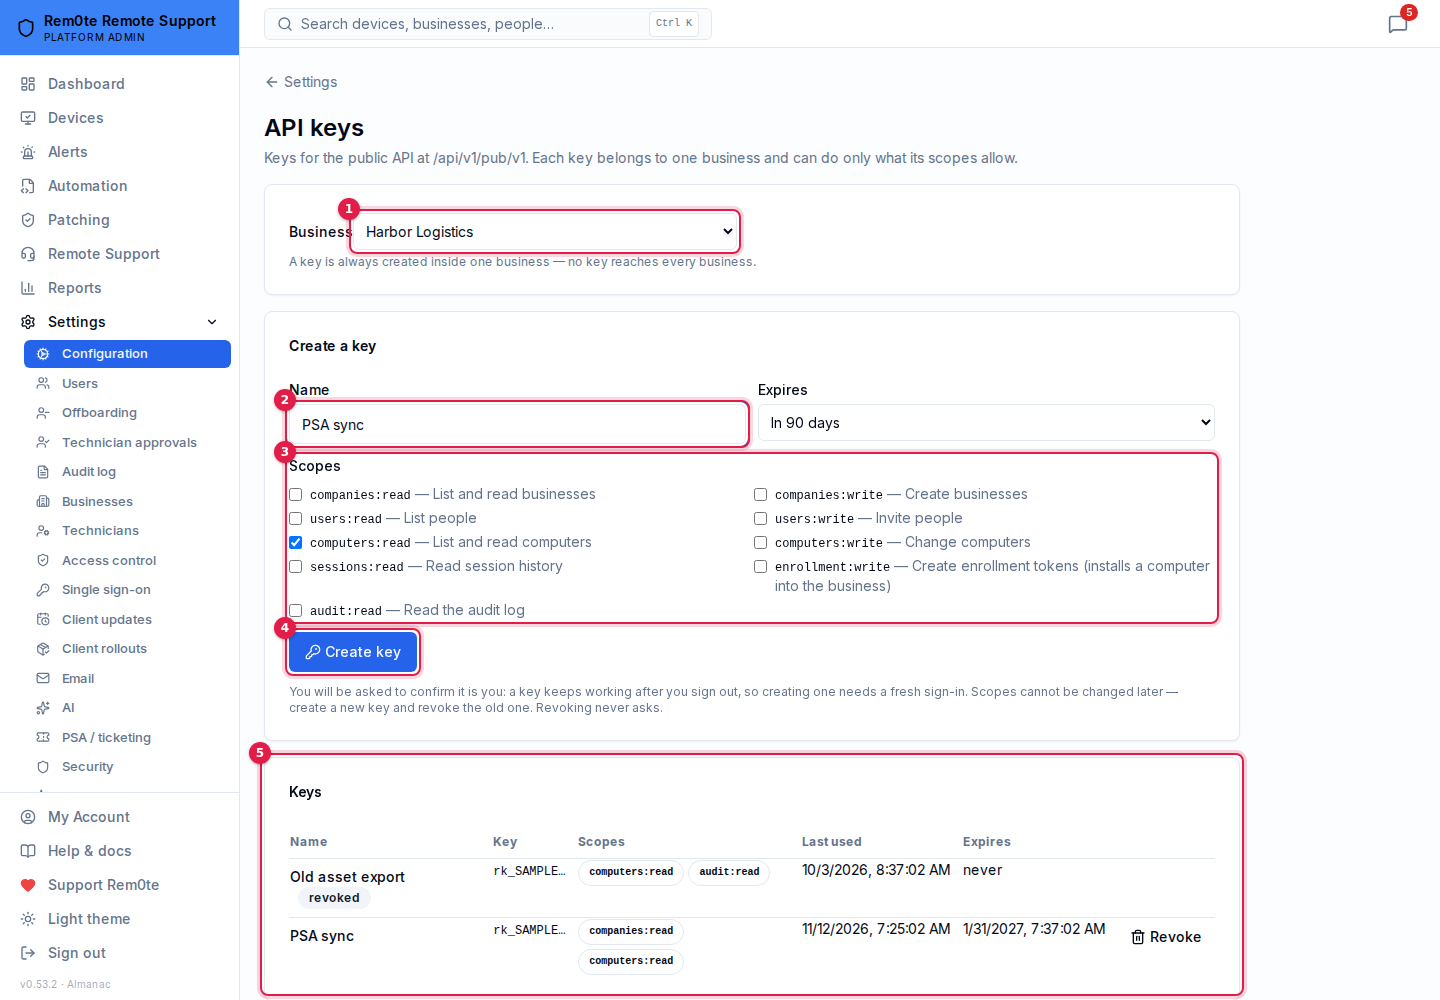 Rem0te Remote Support
PLATFORM ADMIN
Search devices, businesses, people…
Ctrl K
5
Dashboard
Devices
Alerts
Automation
Patching
Remote Support
Reports
Settings
Configuration
Users
Offboarding
Technician approvals
Audit log
Businesses
Technicians
Access control
Single sign-on
Client updates
Client rollouts
Email
AI
PSA / ticketing
Security
My Account
Help & docs
Support Rem0te
Light theme
Sign out
v0.53.2 · Almanac
Settings
API keys
Keys for the public API at /api/v1/pub/v1. Each key belongs to one business and can do only what its scopes allow.
1
Business
Harbor Logistics
A key is always created inside one business — no key reaches every business.
Create a key
Name
Expires
2
PSA sync
In 90 days
3
Scopes
companies:read — List and read businesses
companies:write — Create businesses
users:read — List people
users:write — Invite people
computers:read — List and read computers
computers:write — Change computers
sessions:read — Read session history
enrollment:write — Create enrollment tokens (installs a computer
into the business)
audit:read — Read the audit log
4
Create key
You will be asked to confirm it is you: a key keeps working after you sign out, so creating one needs a fresh sign-in. Scopes cannot be changed later —
create a new key and revoke the old one. Revoking never asks.
5
Keys
Name Key Scopes Last used Expires
Old asset export rk_SAMPLE… computers:read audit:read 10/3/2026, 8:37:02 AM never
revoked
PSA sync rk_SAMPLE… companies:read 11/12/2026, 7:25:02 AM 1/31/2027, 7:37:02 AM Revoke
computers:read